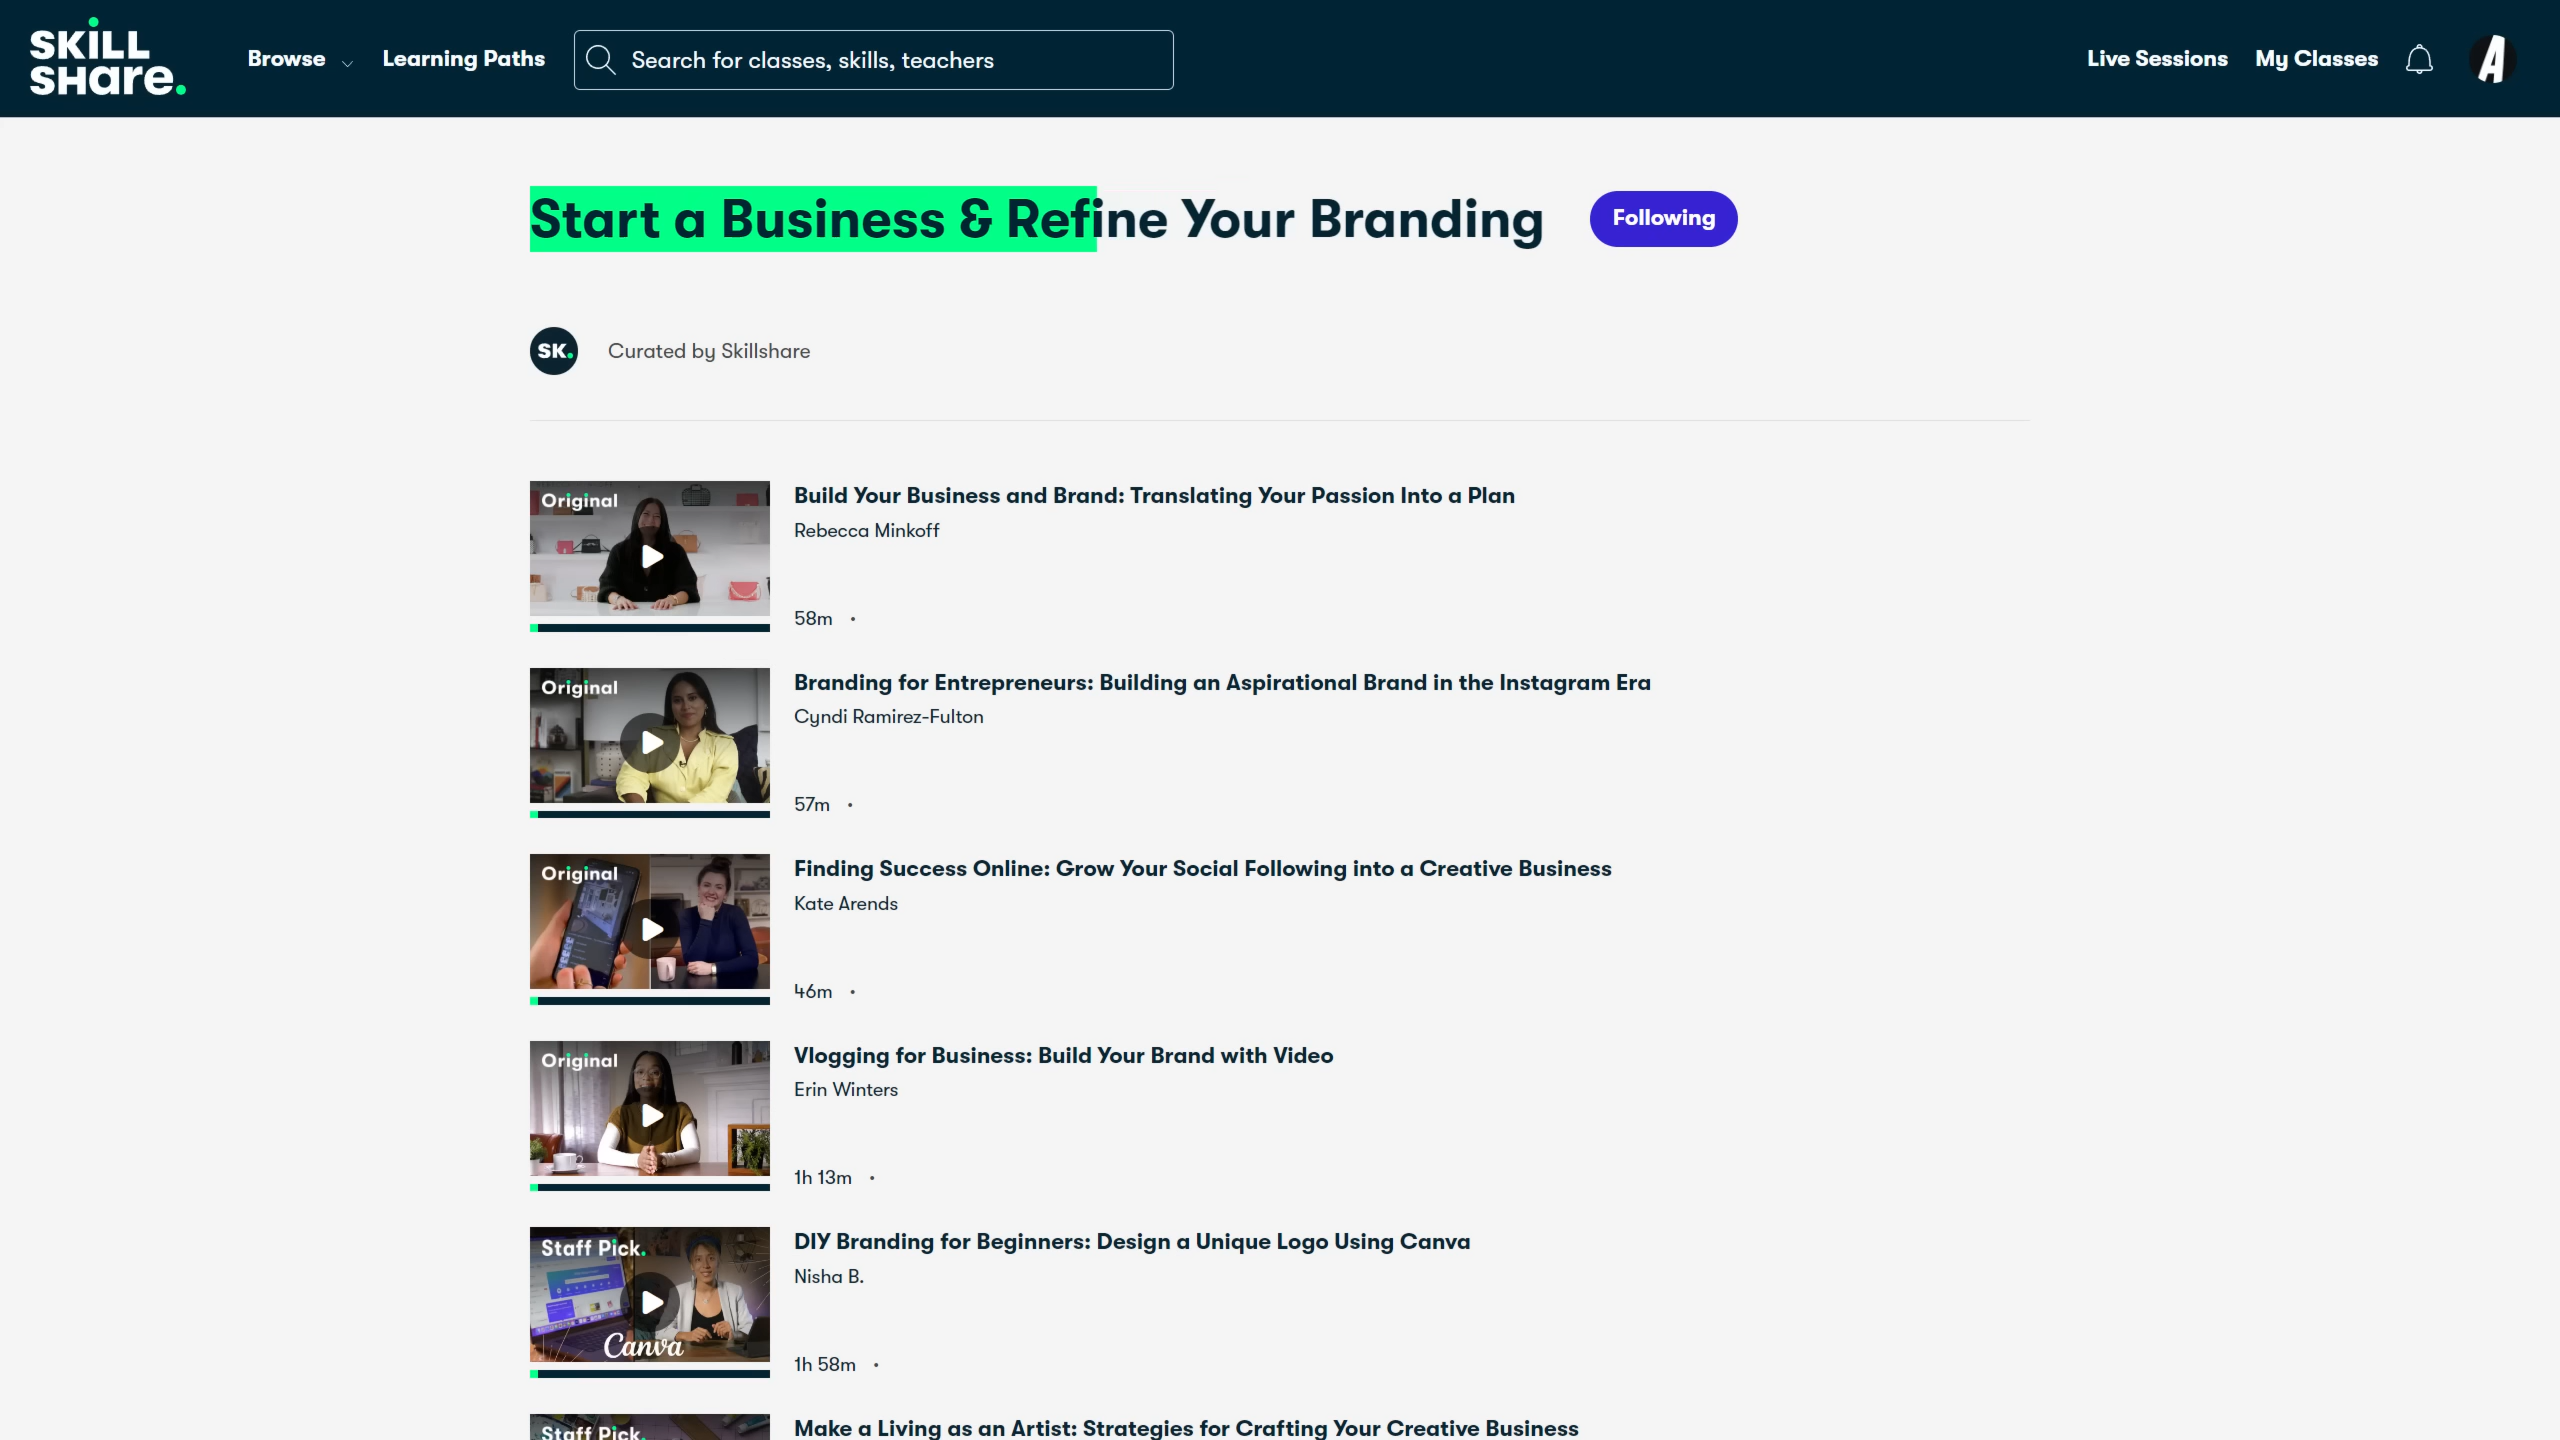 SKILL
SHare.
Browse
Learning Paths
Search for classes, skills, teachers
Live Sessions
My Classes
A
Start a Business & Refine Your Branding
Following
SK.
Curated by Skillshare
Original
Build Your Business and Brand: Translating Your Passion Into a Plan
Rebecca Minkoff
58m •
Original
Branding for Entrepreneurs: Building an Aspirational Brand in the Instagram Era
Cyndi Ramirez-Fulton
57m •
Original
Finding Success Online: Grow Your Social Following into a Creative Business
Kate Arends
46m •
Original
Vlogging for Business: Build Your Brand with Video
Erin Winters
1h 13m •
Staff Pick.
Canva
DIY Branding for Beginners: Design a Unique Logo Using Canva
Nisha B.
1h 58m •
Staff Pick.
Make a Living as an Artist: Strategies for Crafting Your Creative Business